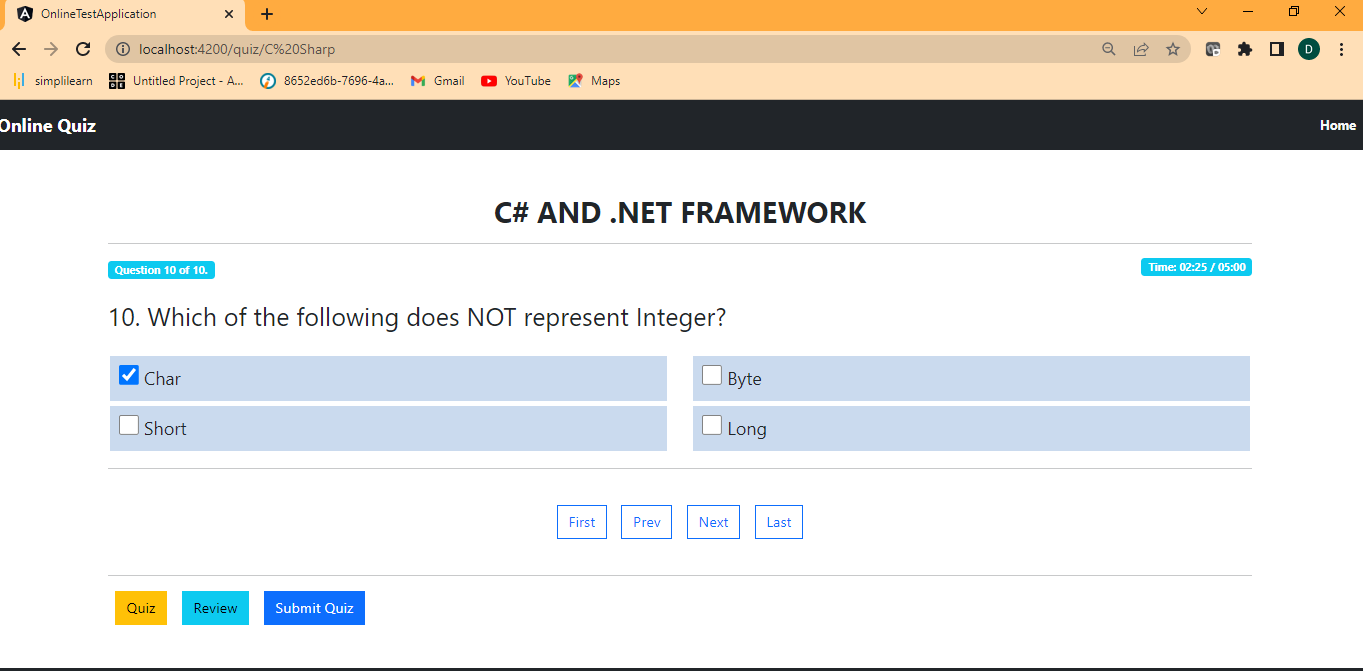 OnlineTestApplication
localhost:4200/quiz/C%20Sharp
D
simplilearn
CODE
Untitled Project - A...
8652ed6b-7696-4a...
Gmail
YouTube
Maps
Online Quiz
Home
C# AND .NET FRAMEWORK
Question 10 of 10.
Time: 02:25 / 05:00
10. Which of the following does NOT represent Integer?
Char
Byte
Short
Long
First
Prev
Next
Last
Quiz
Review
Submit Quiz